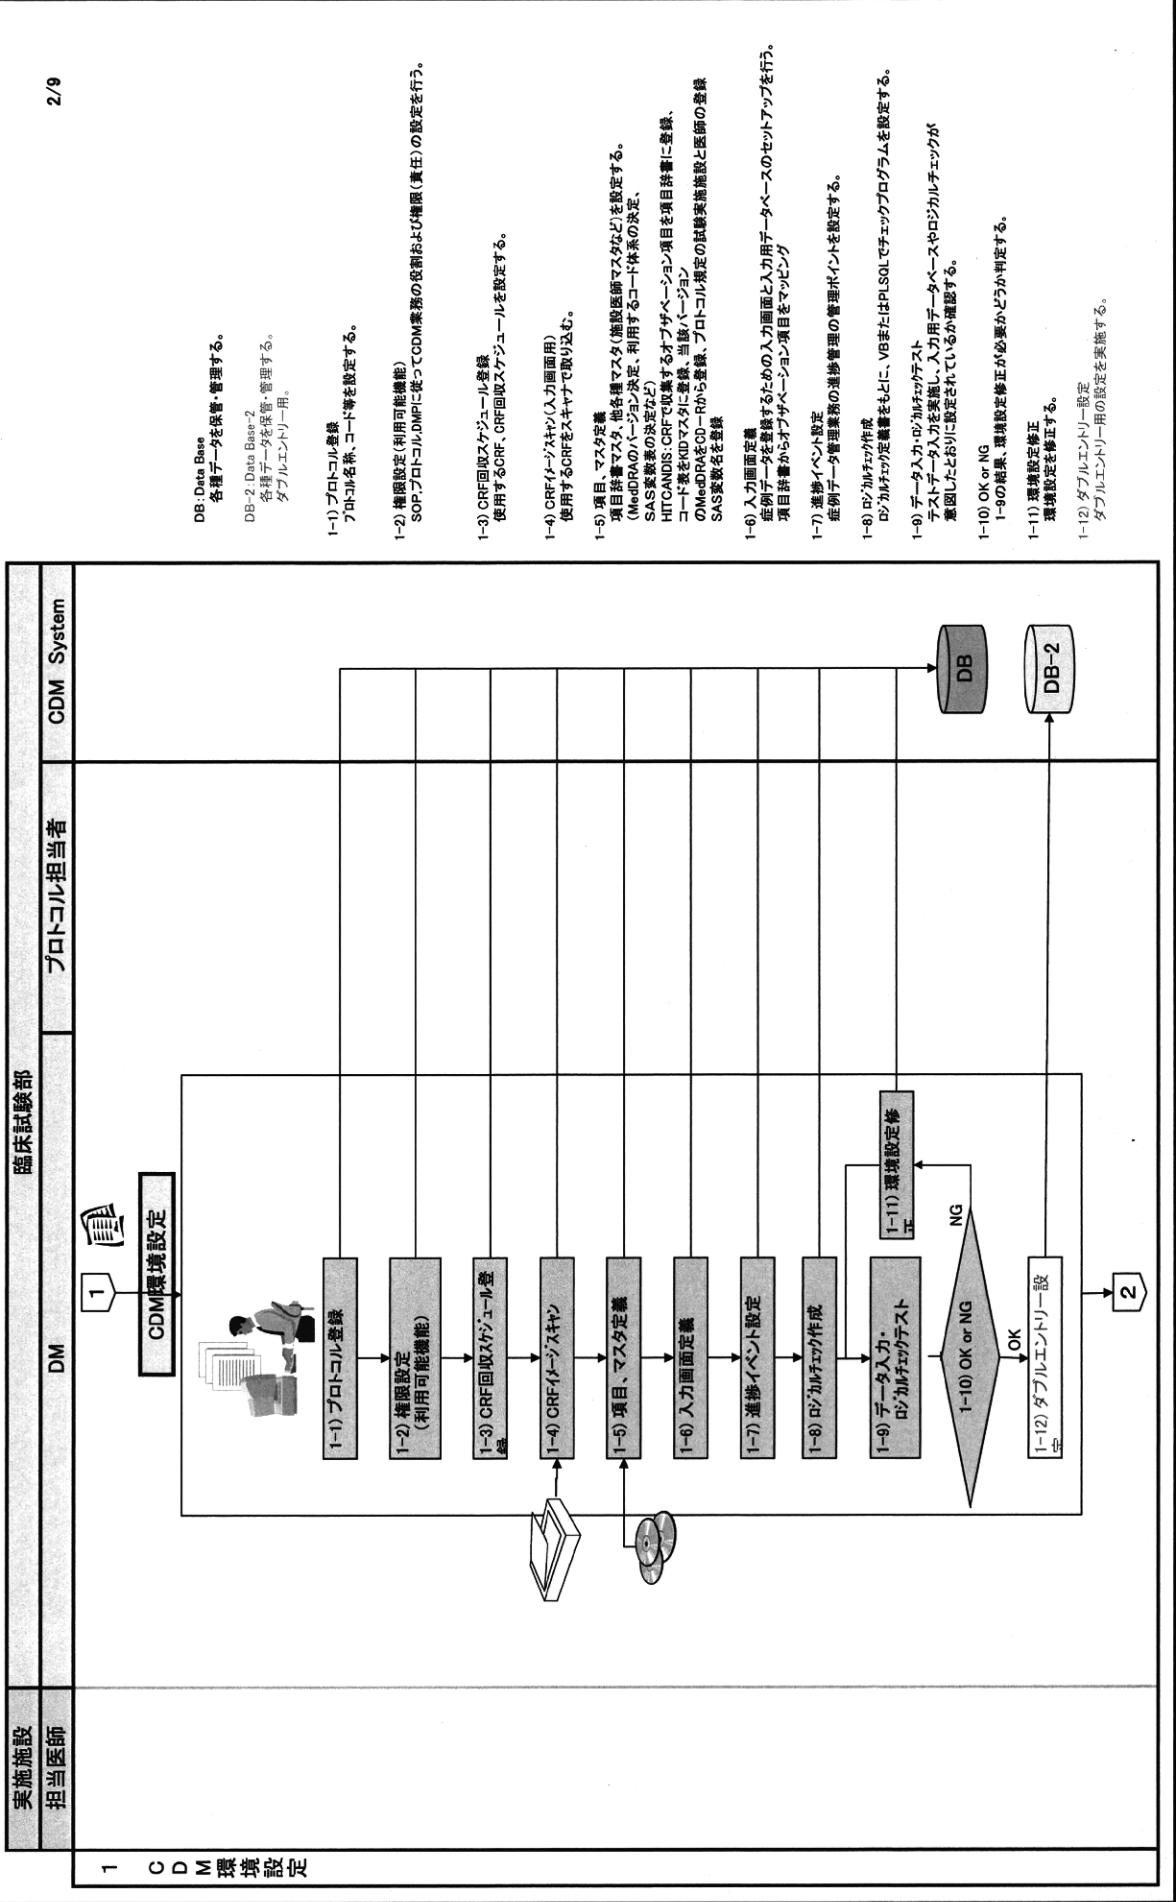 2/9
実施施設
臨床試験部
担当医師
DM
プロトコル担当者
CDM System
1
CDM環境設定
1
CDM環境設定
1-1) プロトコル登録
1-2) 権限設定
(利用可能機能)
1-3) CRF回収スケジュール登
録
1-4) CRFイメージスキャン
1-5) 項目、マスタ定義
1-6) 入力画面定義
1-7) 進捗イベント設定
1-8) ロジカルチェック作成
1-9) データ入力・
ロジカルチェックテスト
1-10) OK or NG
NG
OK
1-11) 環境設定修
正
1-12) ダブルエントリー設
定
2
DB
DB-2
DB:Data Base
各種データを保管・管理する。
DB-2:Data Base-2
各種データを保管・管理する。
ダブルエントリー用。
1-1) プロトコル登録
プロトコル名称、コード等を設定する。
1-2) 権限設定(利用可能機能)
SOP,プロトコル,DMPに従ってCDM業務の役割および権限(責任)の設定を行う。
1-3) CRF回収スケジュール登録
使用するCRF、CRF回収スケジュールを設定する。
1-4) CRFイメージスキャン(入力画面用)
使用するCRFをスキャナで取り込む。
1-5) 項目、マスタ定義
項目辞書マスタ、他各種マスタ(施設医師マスタなど)を設定する。
(MedDRAのバージョン決定、利用するコード体系の決定、
SAS変数表の決定など)
HITCANDIS:CRFで収集するオブザベーション項目を項目辞書に登録、
コード表をKIDマスタに登録、当該バージョン
のMedDRAをCD-Rから登録、プロトコル規定の試験実施施設と医師の登録
SAS変数名を登録
1-6) 入力画面定義
症例データを登録するための入力画面と入力用データベースのセットアップを行う。
項目辞書からオブザベーション項目をマッピング
1-7) 進捗イベント設定
症例データ管理業務の進捗管理の管理ポイントを設定する。
1-8) ロジカルチェック作成
ロジカルチェック定義書をもとに、VBまたはPLSQLでチェックプログラムを設定する。
1-9) データ入力・ロジカルチェックテスト
テストデータ入力を実施し、入力用データベースやロジカルチェックが
意図したとおりに設定されているか確認する。
1-10) OK or NG
1-9の結果、環境設定修正が必要かどうか判定する。
1-11) 環境設定修正
環境設定を修正する。
1-12) ダブルエントリー設定
ダブルエントリー用の設定を実施する。